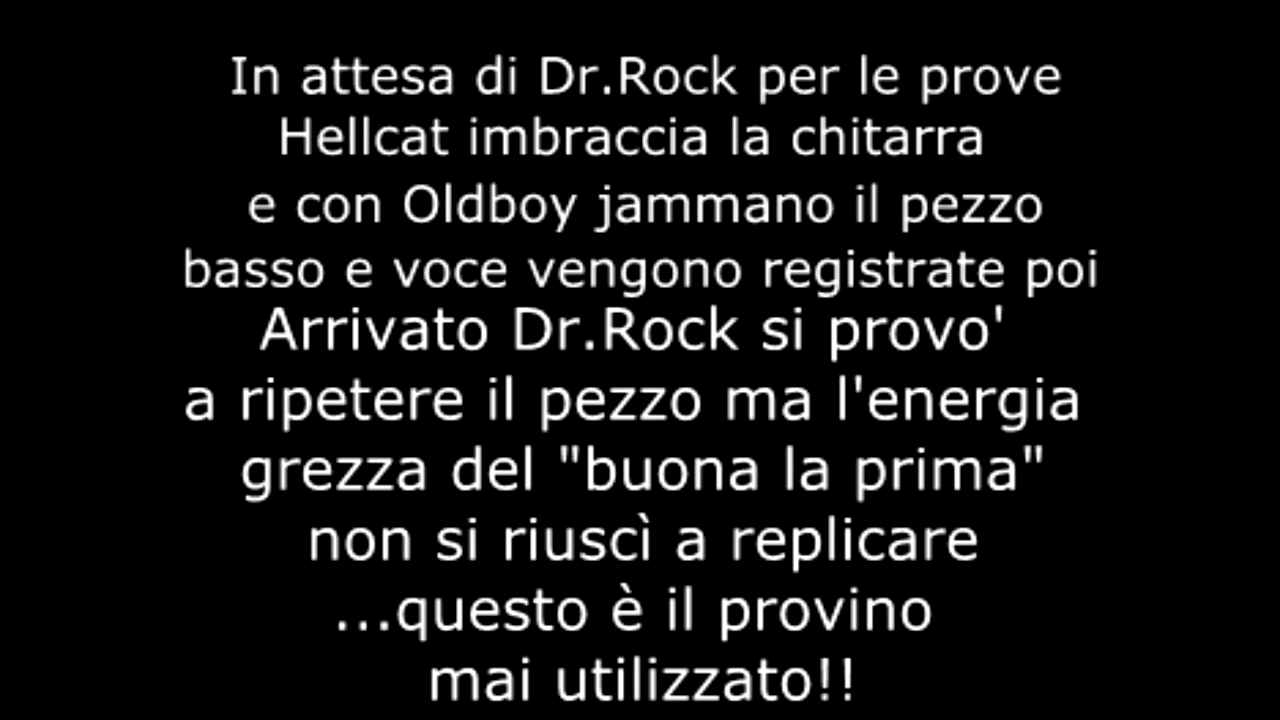 In attesa di Dr.Rock per le prove
Hellcat imbraccia la chitarra
e con Oldboy jammano il pezzo
basso e voce vengono registrate poi
Arrivato Dr.Rock si provo'
a ripetere il pezzo ma l'energia
grezza del "buona la prima"
non si riuscì a replicare
...questo è il provino
mai utilizzato!!